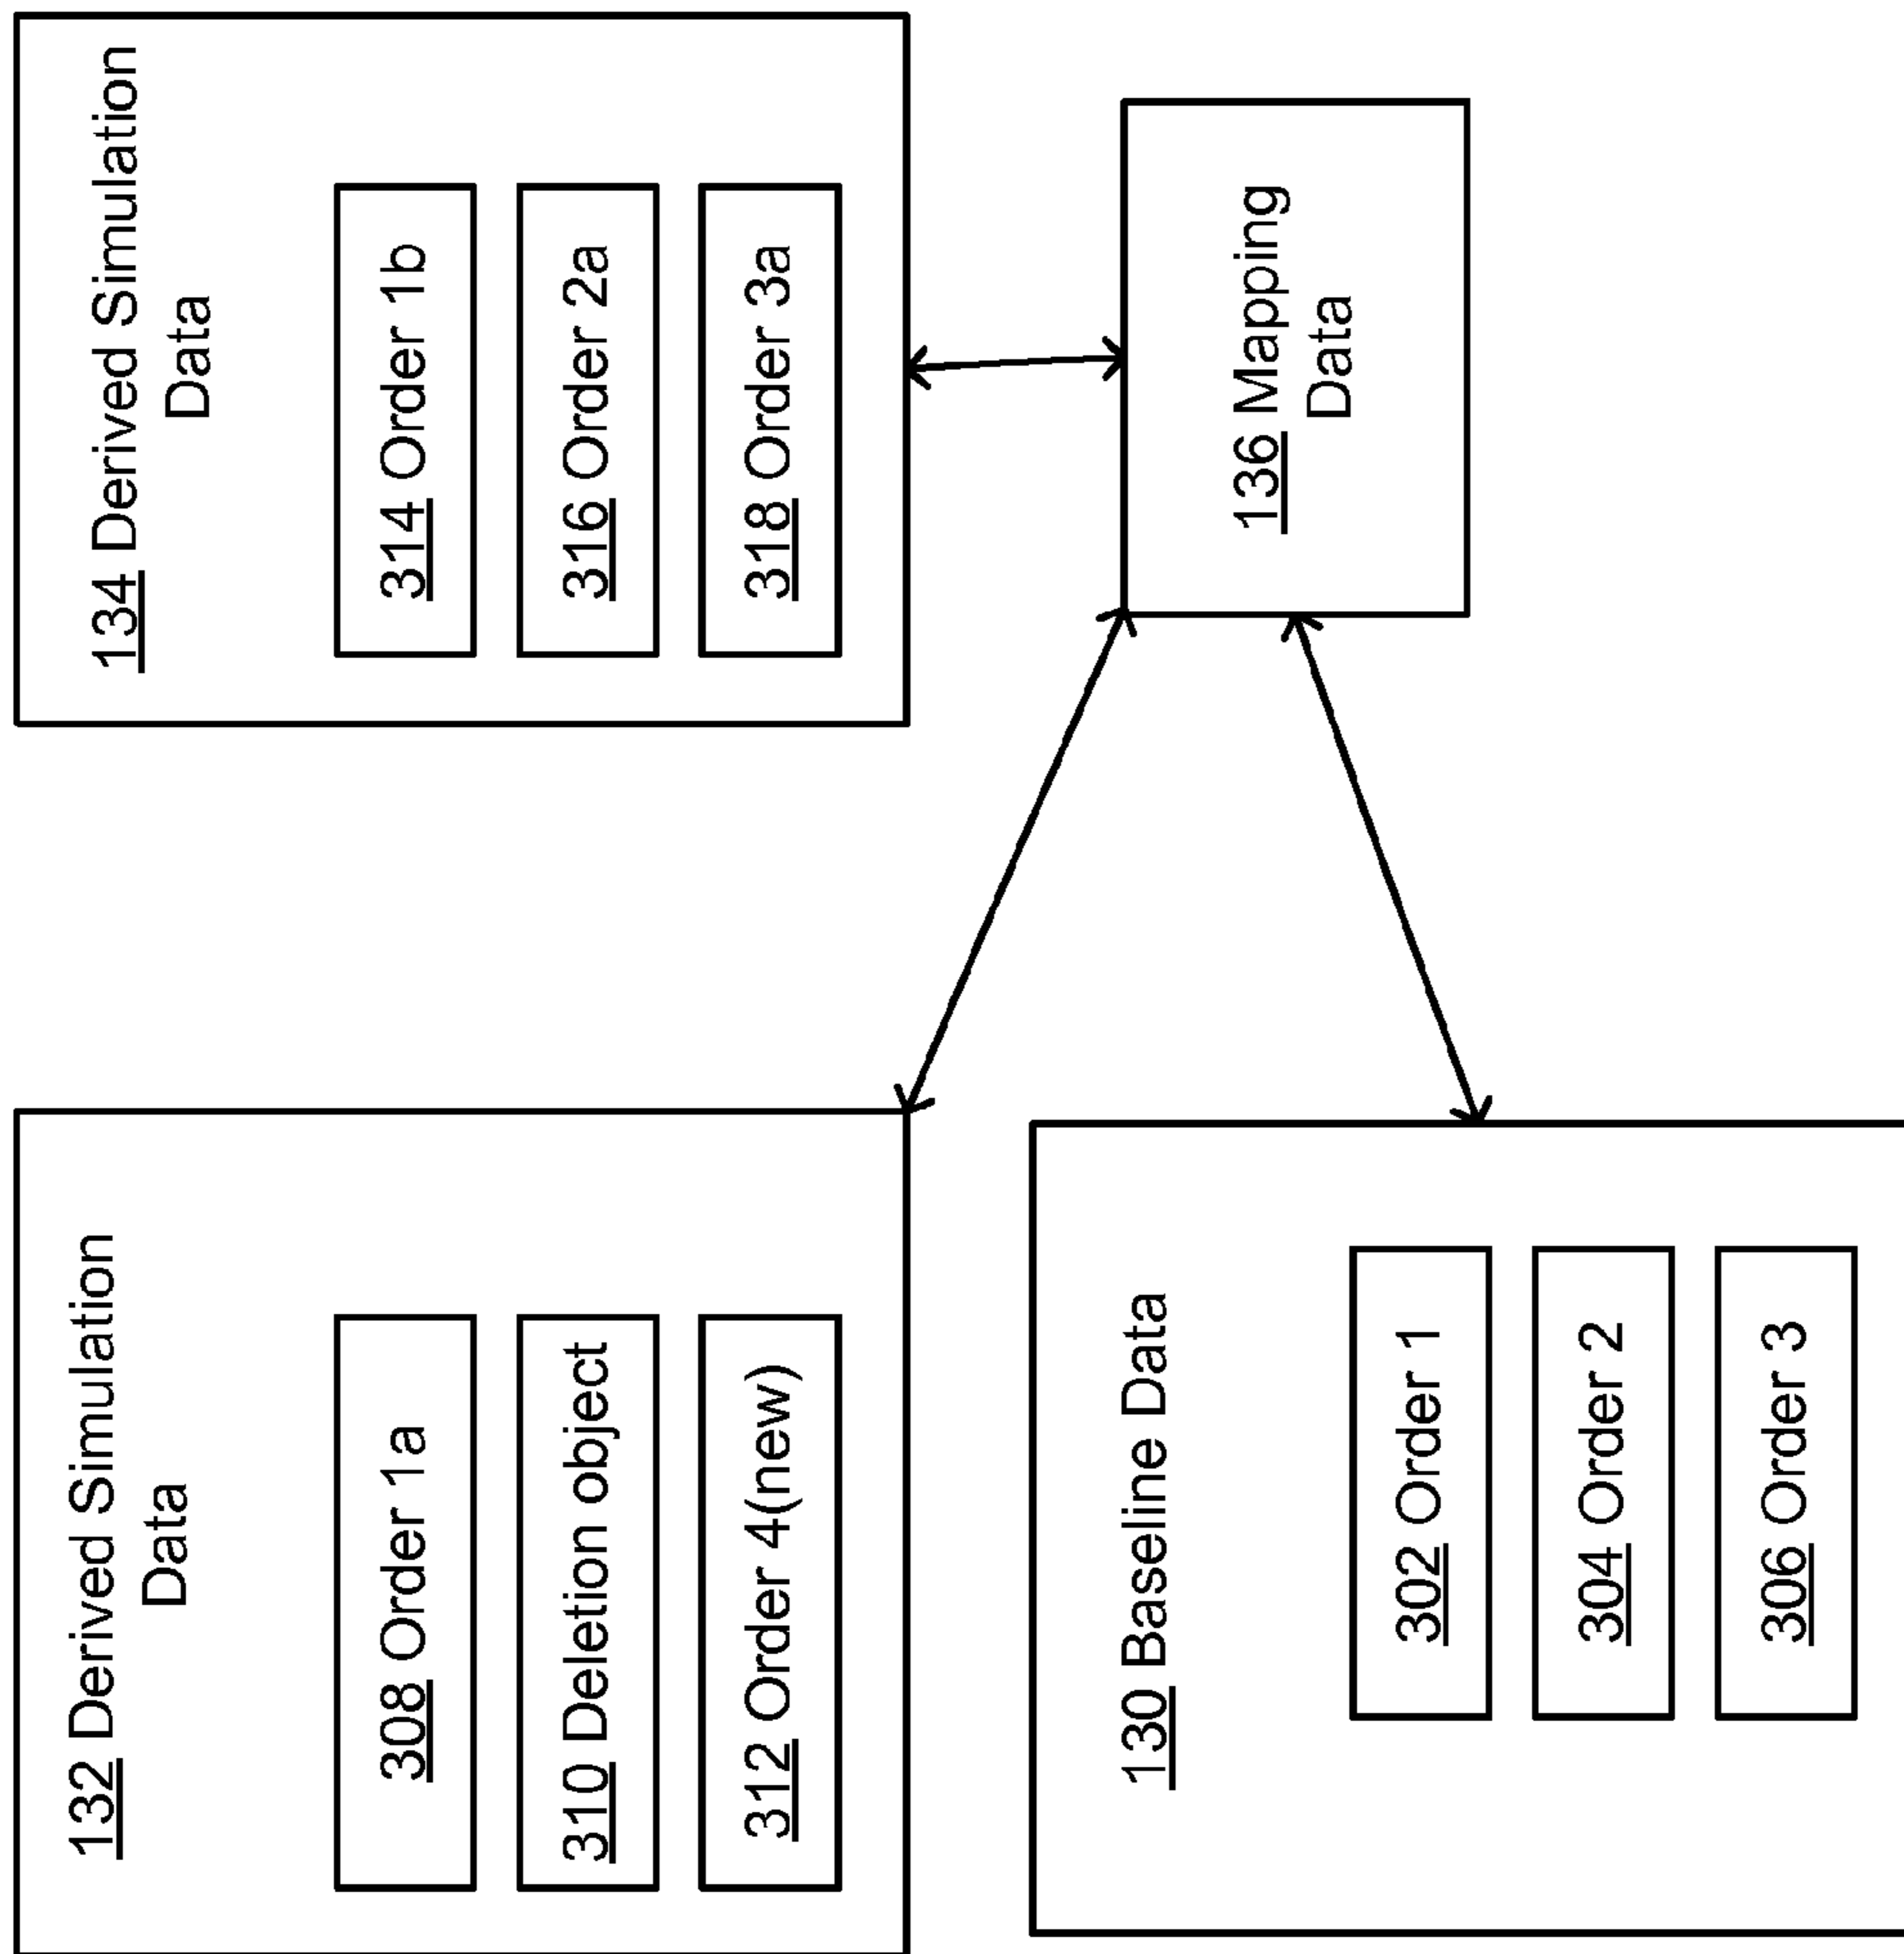 132 Derived Simulation
Data
308 Order 1a
310 Deletion object
312 Order 4(new)
134 Derived Simulation
Data
314 Order 1b
316 Order 2a
318 Order 3a
130 Baseline Data
302 Order 1
304 Order 2
306 Order 3
136 Mapping
Data